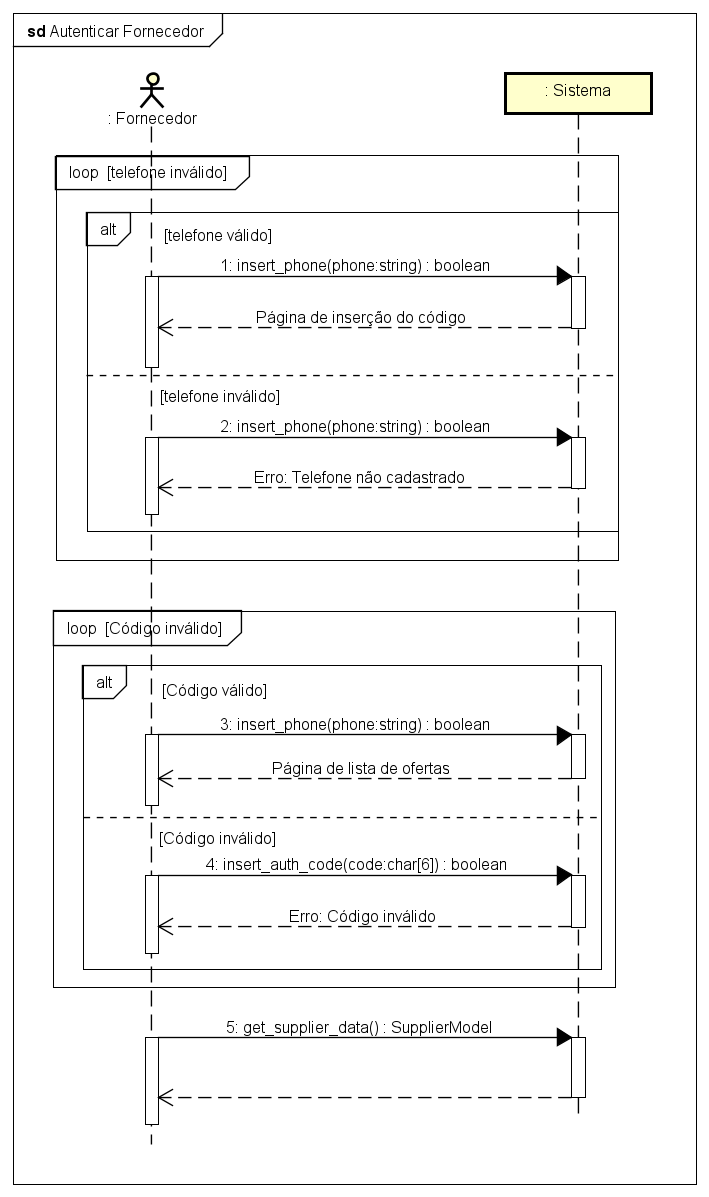 sd Autenticar Fornecedor
: Fornecedor
: Sistema
loop [telefone inválido]
alt
[telefone válido]
1: insert_phone(phone:string) : boolean
Página de inserção do código
[telefone inválido]
2: insert_phone(phone:string) : boolean
Erro: Telefone não cadastrado
loop [Código inválido]
alt
[Código válido]
3: insert_phone(phone:string) : boolean
Página de lista de ofertas
[Código inválido]
4: insert_auth_code(code:char[6]) : boolean
Erro: Código inválido
5: get_supplier_data() : SupplierModel